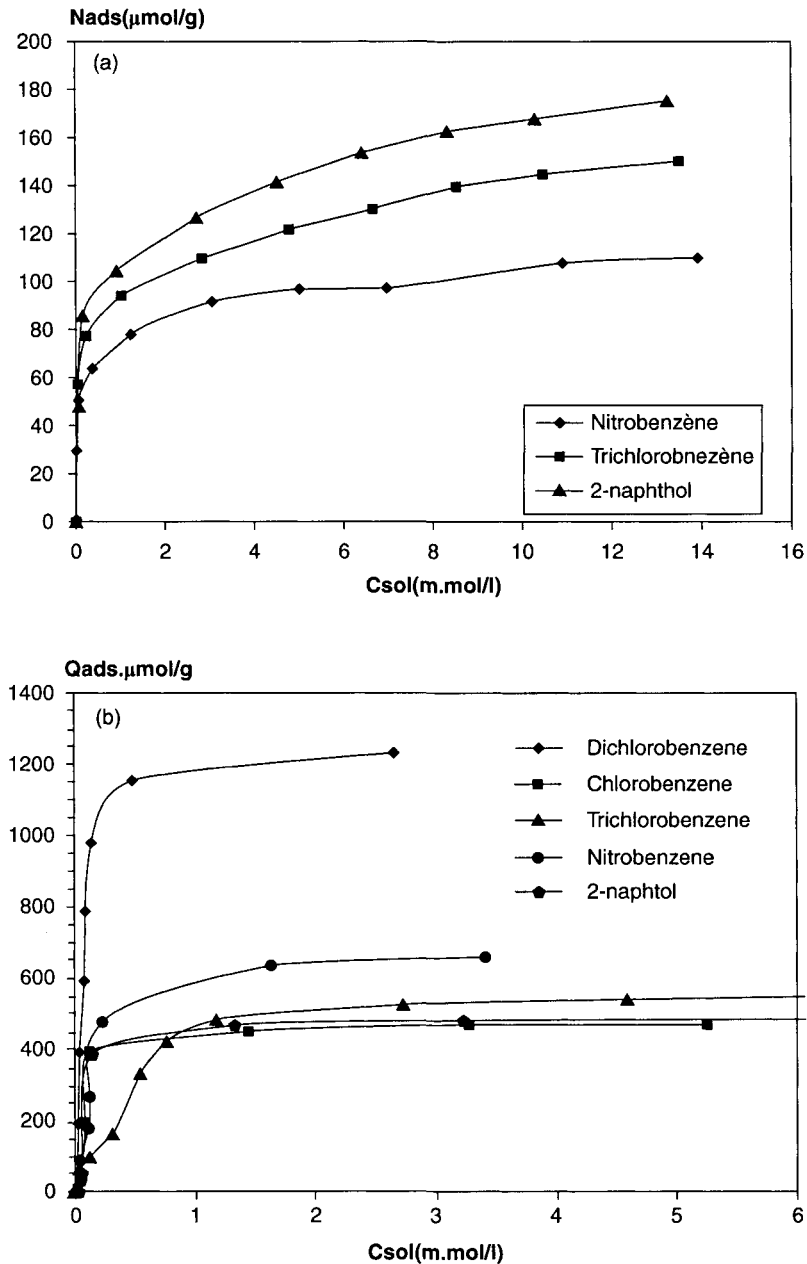 Nads(μmol/g)
(a)
200
180
160
140
120
100
80
60
40
20
0
0 2 4 6 8 10 12 14 16
Csol(m.mol/l)
Nitrobenzène
Trichlorobnezène
2-naphthol
Qads.μmol/g
(b)
1400
1200
1000
800
600
400
200
0
0 1 2 3 4 5 6
Csol(m.mol/l)
Dichlorobenzene
Chlorobenzene
Trichlorobenzene
Nitrobenzene
2-naphtol